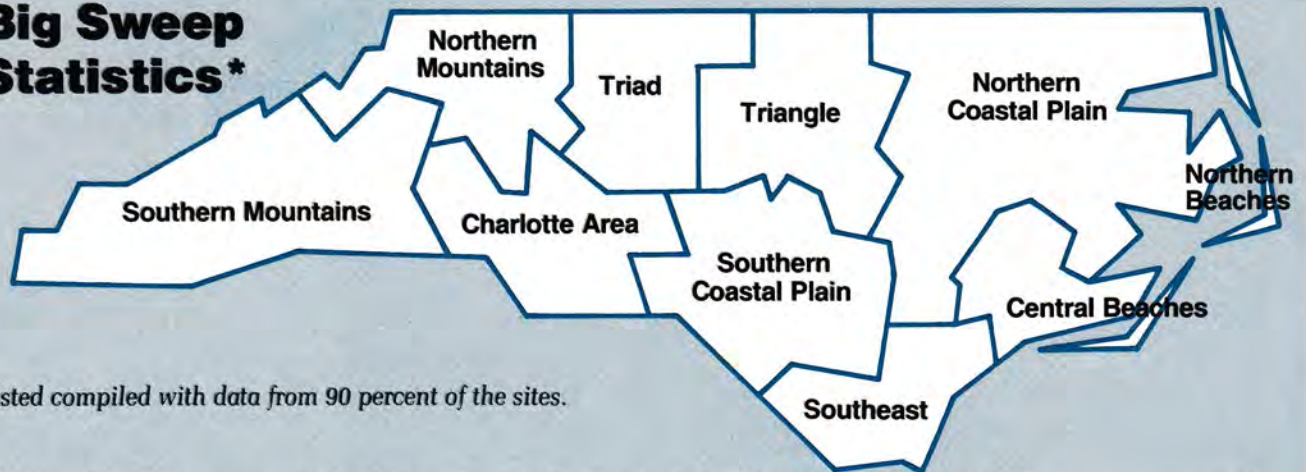 Big Sweep
Statistics*
Northern
Mountains
Triad
Triangle
Northern
Coastal Plain
Northern
Beaches
Southern Mountains
Charlotte Area
Southern
Coastal Plain
Central Beaches
Southeast
sted compiled with data from 90 percent of the sites.